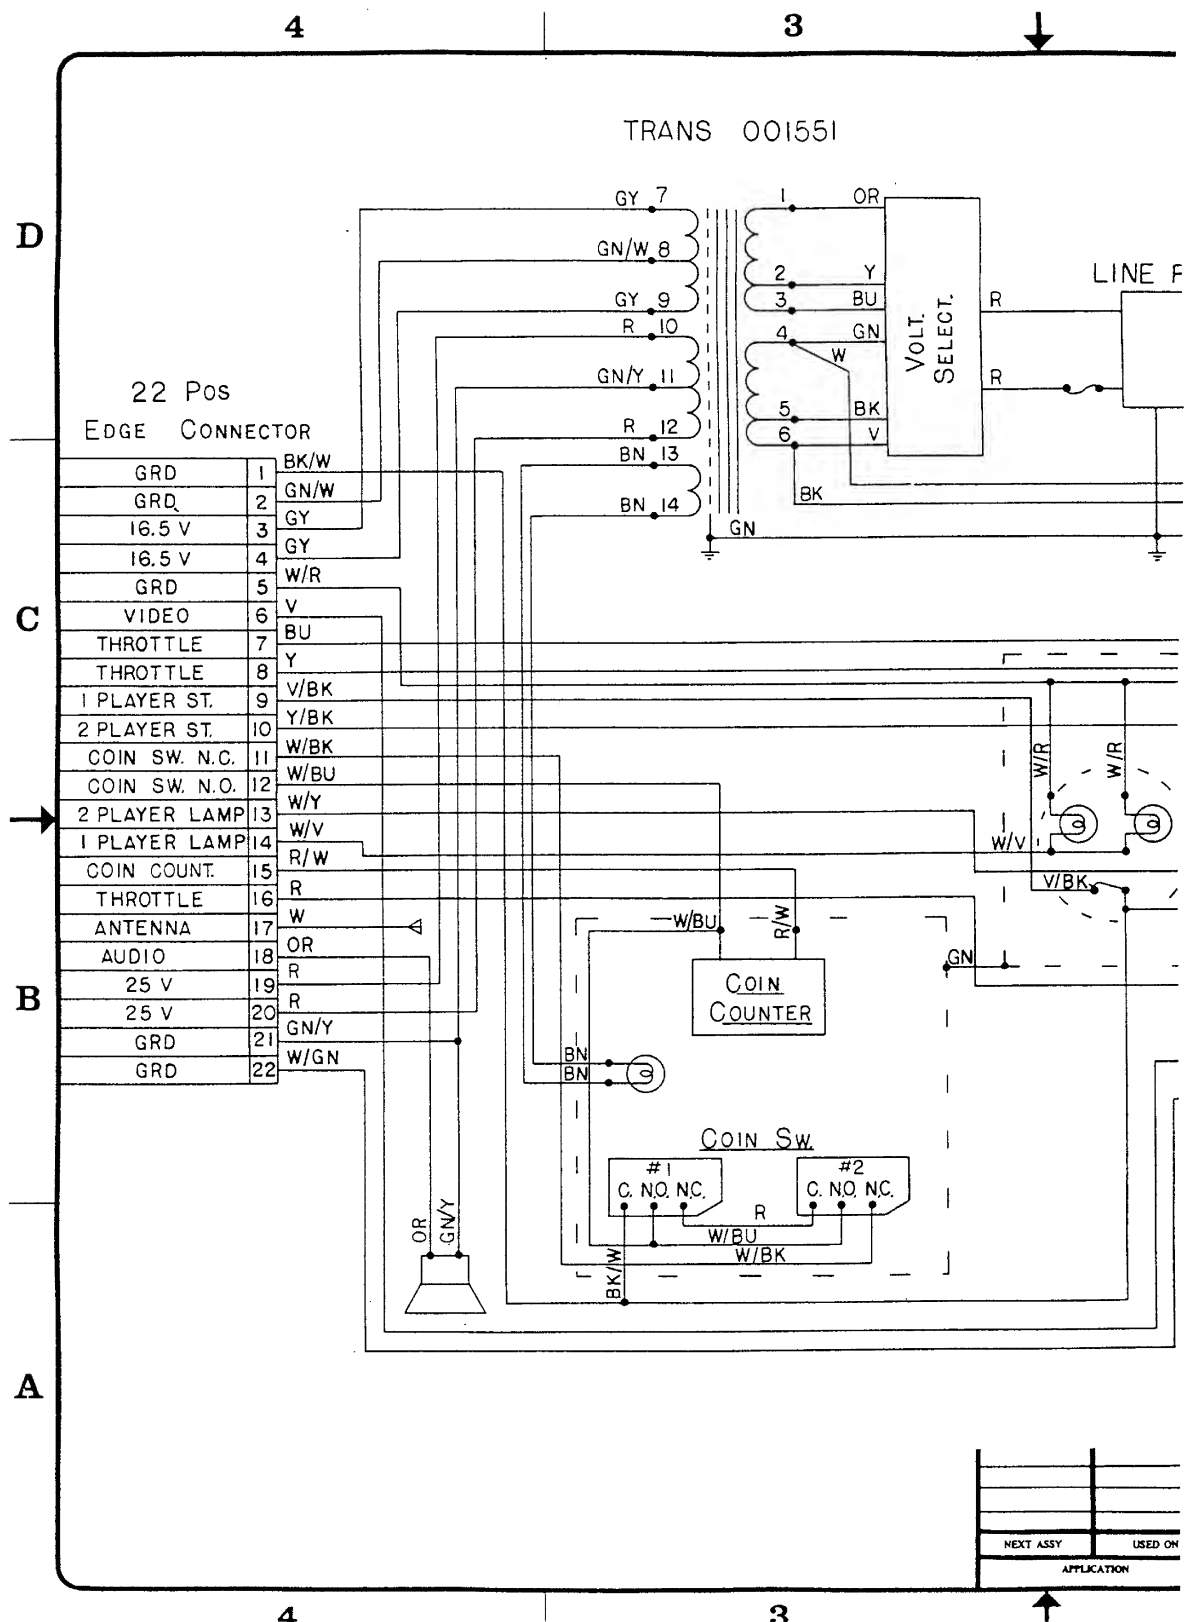 4 3
TRANS 001551
D
GY 7
GN/W 8
GY 9
R 10
GN/Y 11
R 12
BN 13
BN 14
1 OR
2 Y
3 BU
4 GN
W
5 BK
6 V
BK
GN
VOLT.
SELECT.
R
R
LINE F
22 POS
EDGE CONNECTOR
GRD 1 BK/W
GRD 2 GN/W
16.5 V 3 GY
16.5 V 4 GY
GRD 5 W/R
C
VIDEO 6 V
THROTTLE 7 BU
THROTTLE 8 Y
1 PLAYER ST. 9 V/BK
2 PLAYER ST. 10 Y/BK
COIN SW. N.C. 11 W/BK
COIN SW. N.O. 12 W/BU
2 PLAYER LAMP 13 W/Y
1 PLAYER LAMP 14 W/V
COIN COUNT. 15 R/W
THROTTLE 16 R
ANTENNA 17 W
AUDIO 18 OR
25 V 19 R
25 V 20 R
GRD 21 GN/Y
GRD 22 W/GN
B
W/R W/R
W/V
V/BK
W/BU R/W
GN
COIN
COUNTER
BN
BN
COIN SW.
#1 #2
C. N.O. N.C. C. N.O. N.C.
R
W/BU
W/BK
BK/W
OR GN/Y
A
NEXT ASSY USED ON
APPLICATION
4 3